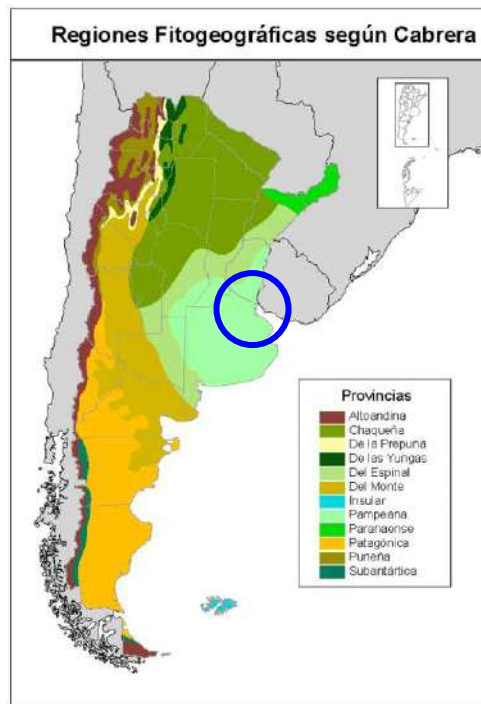 Regiones Fitogeográficas según Cabrera
Provincias
Altoandina
Chaqueña
De la Prepuna
De las Yungas
Del Espinal
Del Monte
Insular
Pampeana
Paranaense
Patagónica
Puneña
Subantártica